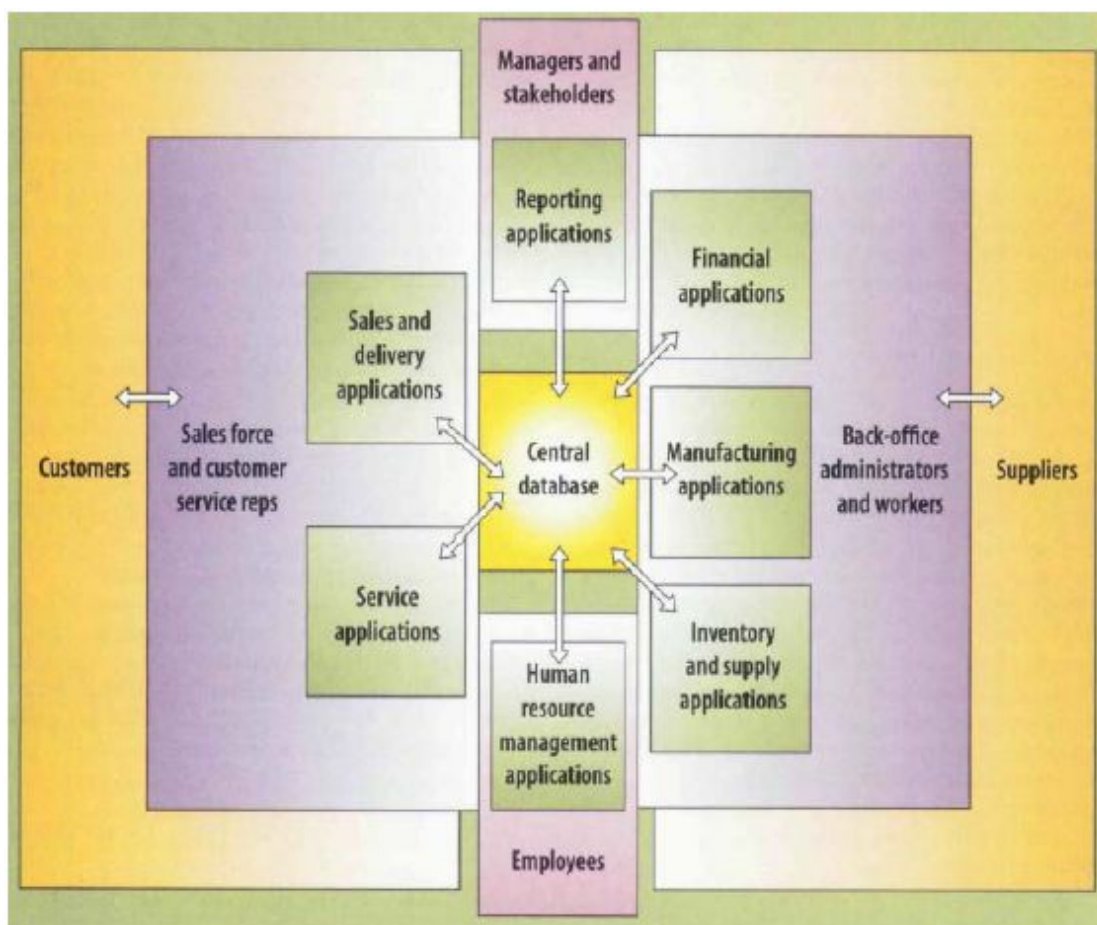 Managers and
stakeholders
Reporting
applications
Financial
applications
Sales and
delivery
applications
Customers
Sales force
and customer
service reps
Central
database
Manufacturing
applications
Back-office
administrators
and workers
Suppliers
Service
applications
Inventory
and supply
applications
Human
resource
management
applications
Employees